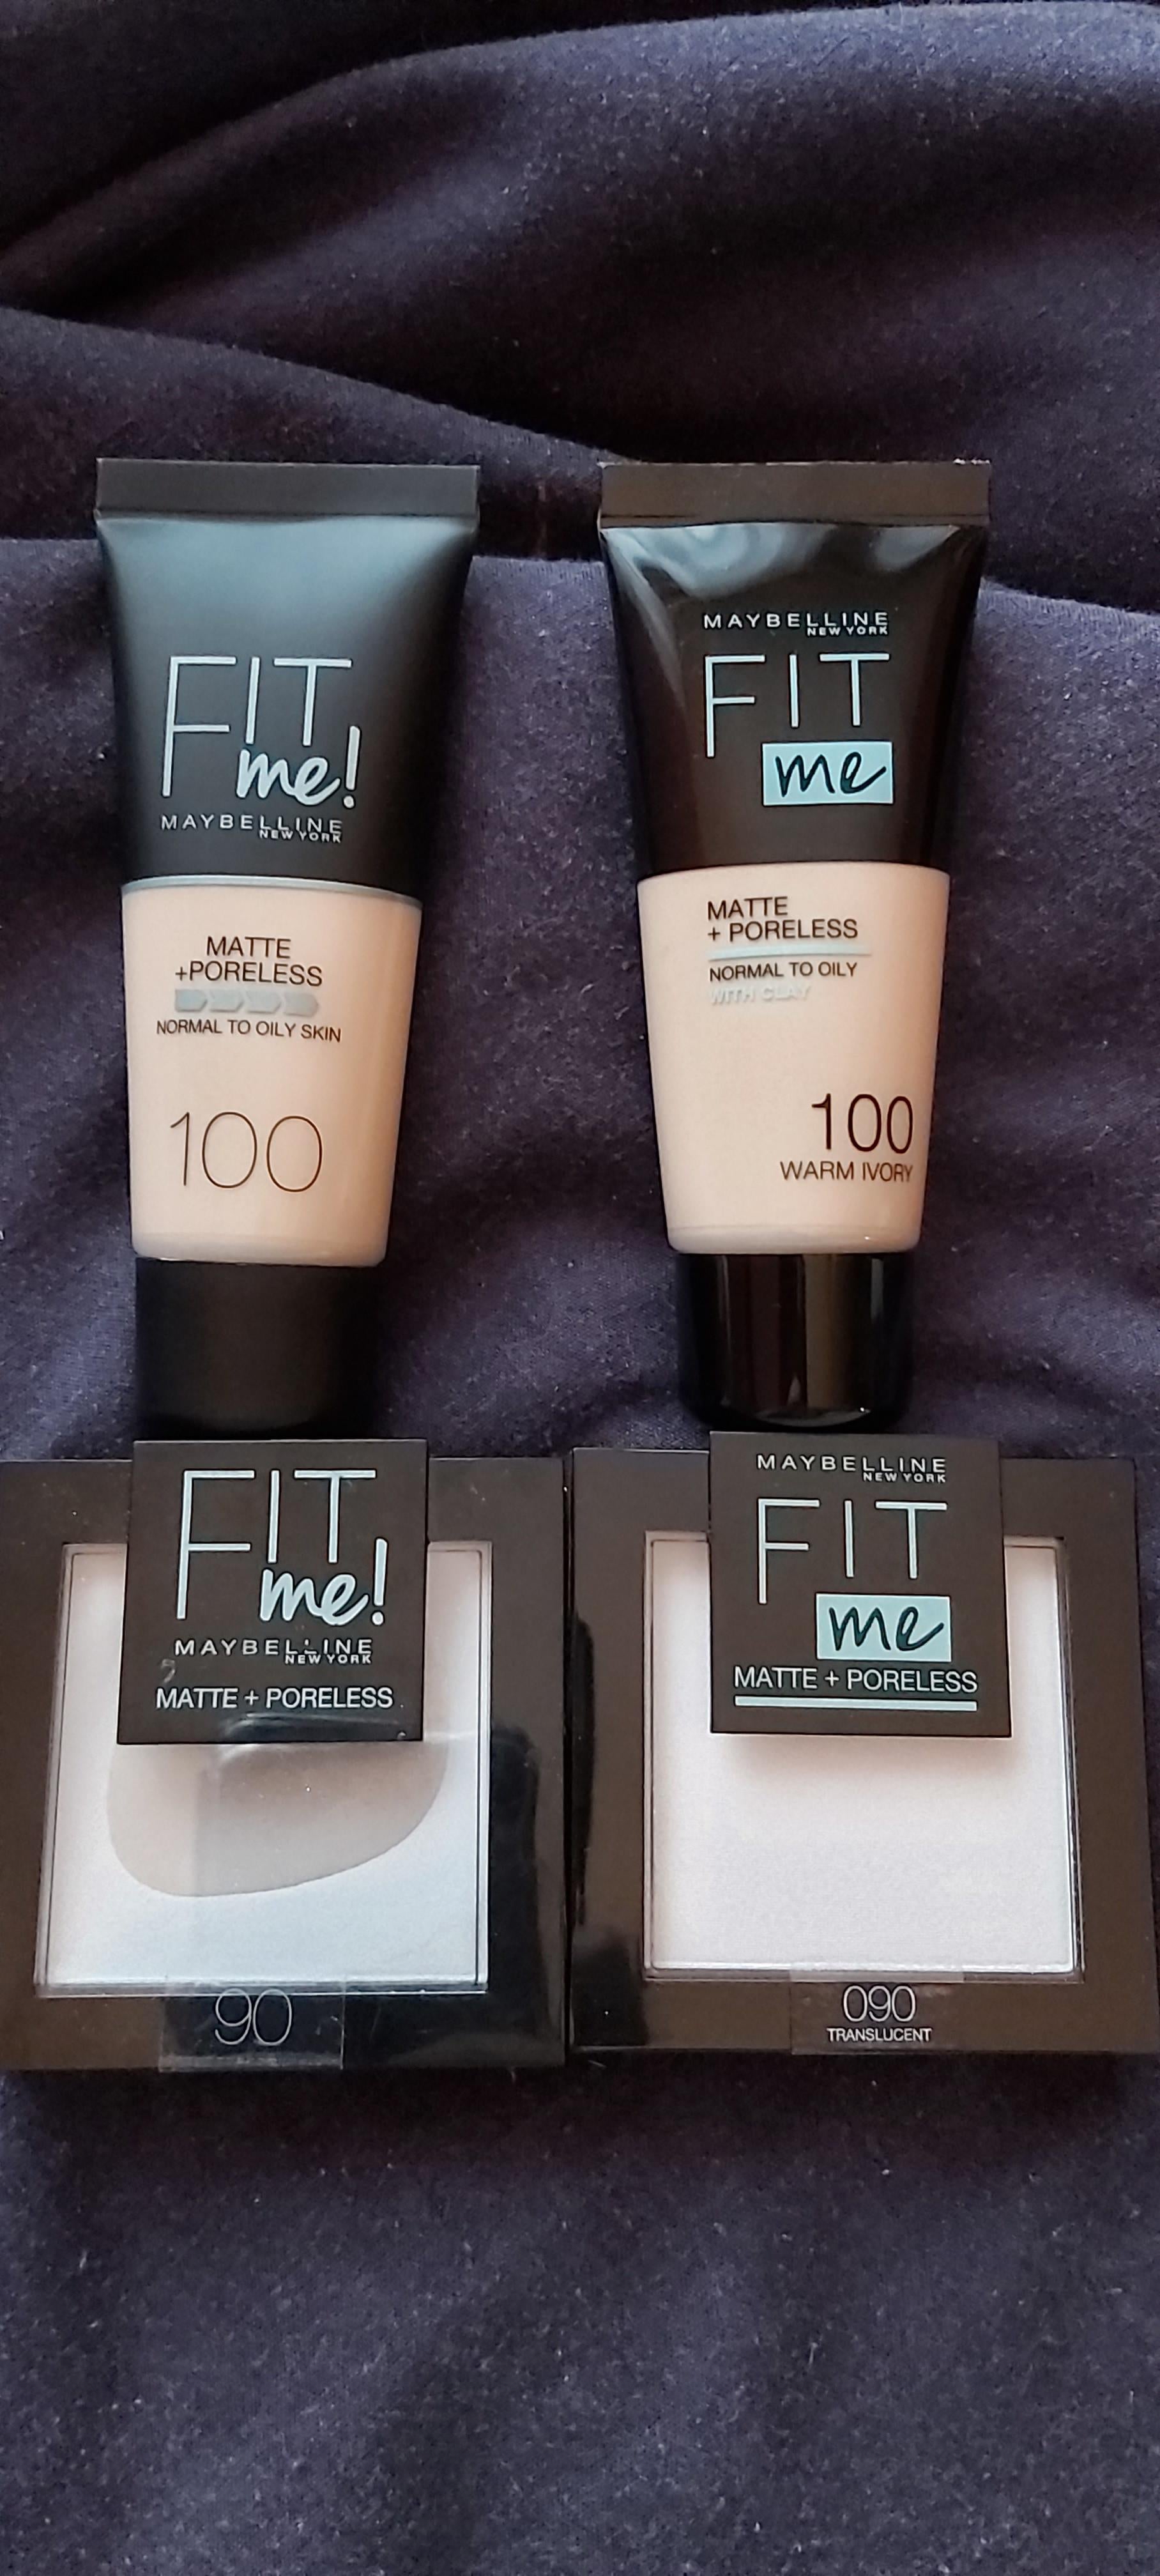 FIT
me!
MAYBELLINE
NEW YORK
MATTE
+PORELESS
NORMAL TO OILY SKIN
100
MAYBELLINE
NEW YORK
FIT
me
MATTE
+ PORELESS
NORMAL TO OILY
WITH CLAY
100
WARM IVORY
FIT
me!
MAYBELLINE
NEW YORK
MATTE + PORELESS
90
MAYBELLINE
NEW YORK
FIT
me
MATTE + PORELESS
090
TRANSLUCENT